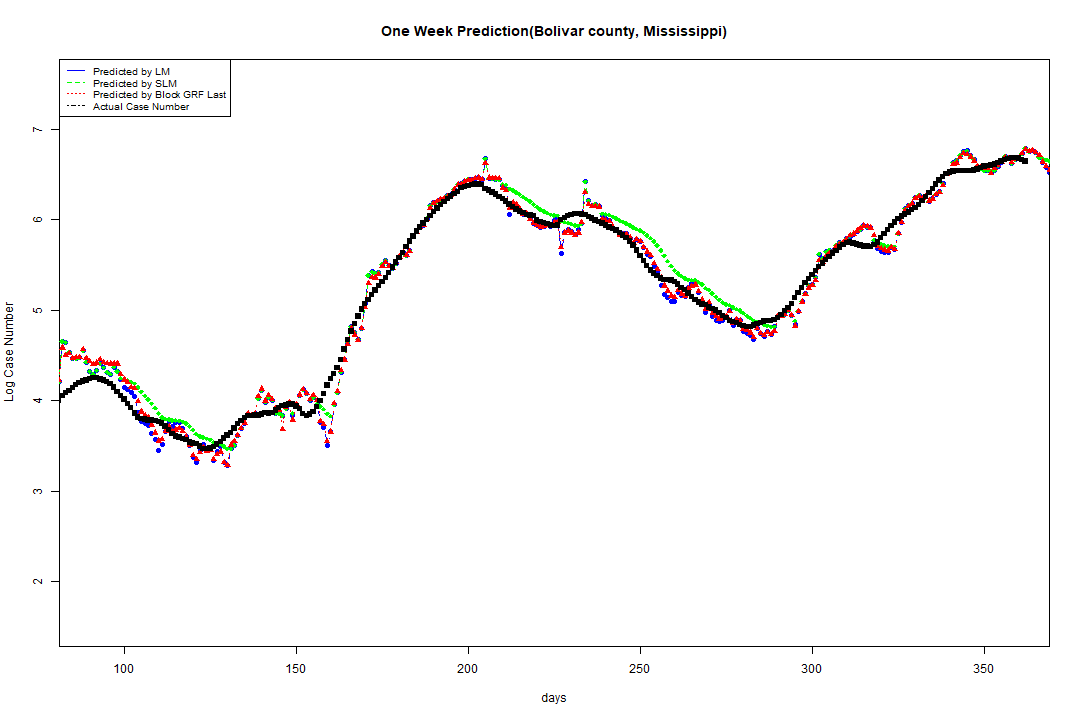 One Week Prediction(Bolivar county, Mississippi)
Predicted by LM
Predicted by SLM
Predicted by Block GRF Last
Actual Case Number
7
6
5
4
3
2
Log Case Number
100 150 200 250 300 350
days